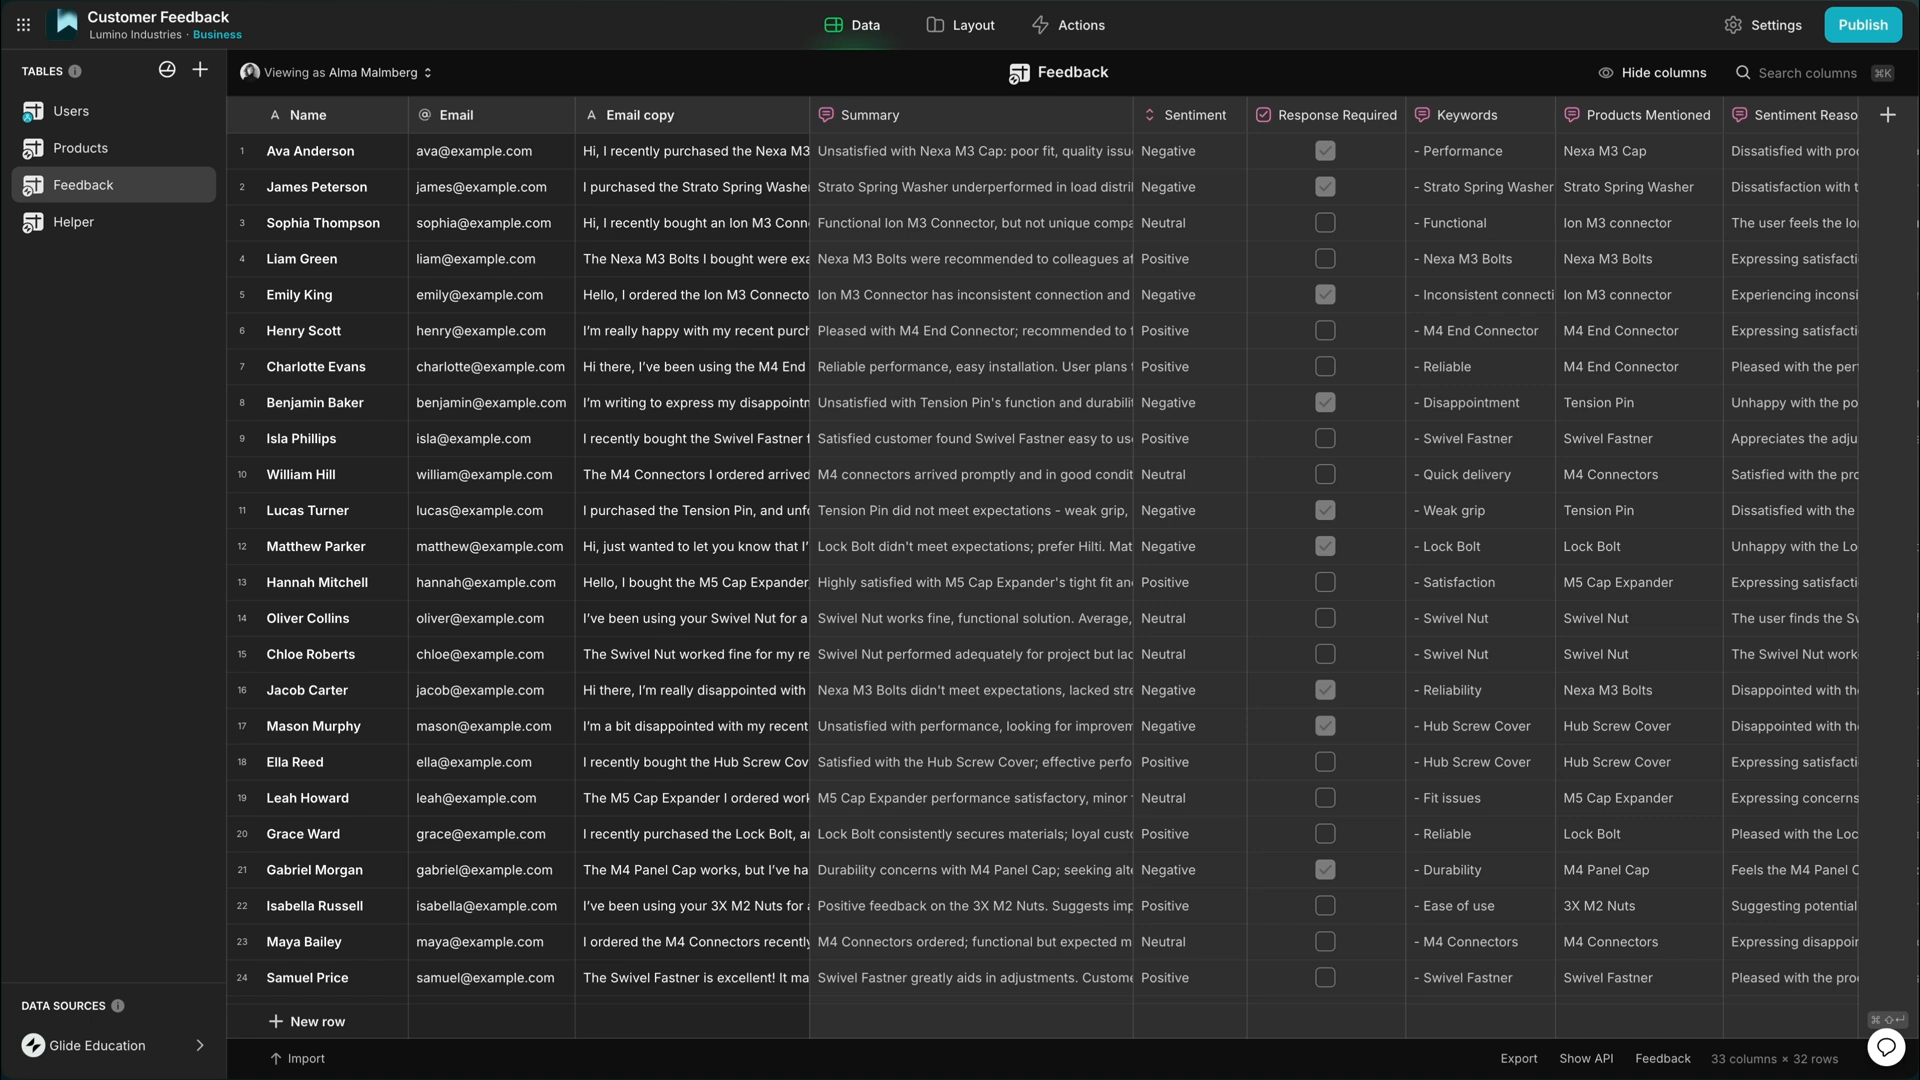 Customer Feedback
Lumino Industries · Business
Data
Layout
Actions
Settings
Publish
TABLES
Users
Products
Feedback
Helper
DATA SOURCES
Glide Education
Viewing as Alma Malmberg
Feedback
Hide columns
Search columns ⌘K
Name Email Email copy Summary Sentiment Response Required Keywords Products Mentioned Sentiment Reaso
1 Ava Anderson ava@example.com Hi, I recently purchased the Nexa M3 Unsatisfied with Nexa M3 Cap: poor fit, quality issu Negative - Performance Nexa M3 Cap Dissatisfied with proc
2 James Peterson james@example.com I purchased the Strato Spring Washer Strato Spring Washer underperformed in load distril Negative - Strato Spring Washer Strato Spring Washer Dissatisfaction with t
3 Sophia Thompson sophia@example.com Hi, I recently bought an Ion M3 Conn Functional Ion M3 Connector, but not unique compa Neutral - Functional Ion M3 connector The user feels the Io
4 Liam Green liam@example.com The Nexa M3 Bolts I bought were exa Nexa M3 Bolts were recommended to colleagues af Positive - Nexa M3 Bolts Nexa M3 Bolts Expressing satisfacti
5 Emily King emily@example.com Hello, I ordered the Ion M3 Connecto Ion M3 Connector has inconsistent connection and Negative - Inconsistent connecti Ion M3 connector Experiencing inconsi
6 Henry Scott henry@example.com I'm really happy with my recent purch Pleased with M4 End Connector; recommended to f Positive - M4 End Connector M4 End Connector Expressing satisfacti
7 Charlotte Evans charlotte@example.com Hi there, I've been using the M4 End Reliable performance, easy installation. User plans t Positive - Reliable M4 End Connector Pleased with the per
8 Benjamin Baker benjamin@example.com I'm writing to express my disappointn Unsatisfied with Tension Pin's function and durabilit Negative - Disappointment Tension Pin Unhappy with the po
9 Isla Phillips isla@example.com I recently bought the Swivel Fastner f Satisfied customer found Swivel Fastner easy to us Positive - Swivel Fastner Swivel Fastner Appreciates the adju
10 William Hill william@example.com The M4 Connectors I ordered arrived M4 connectors arrived promptly and in good condit Neutral - Quick delivery M4 Connectors Satisfied with the pro
11 Lucas Turner lucas@example.com I purchased the Tension Pin, and unfo Tension Pin did not meet expectations - weak grip, Negative - Weak grip Tension Pin Dissatisfied with the
12 Matthew Parker matthew@example.com Hi, just wanted to let you know that I' Lock Bolt didn't meet expectations; prefer Hilti. Mat Negative - Lock Bolt Lock Bolt Unhappy with the Lo
13 Hannah Mitchell hannah@example.com Hello, I bought the M5 Cap Expander, Highly satisfied with M5 Cap Expander's tight fit an Positive - Satisfaction M5 Cap Expander Expressing satisfacti
14 Oliver Collins oliver@example.com I've been using your Swivel Nut for a Swivel Nut works fine, functional solution. Average, Neutral - Swivel Nut Swivel Nut The user finds the Sv
15 Chloe Roberts chloe@example.com The Swivel Nut worked fine for my re Swivel Nut performed adequately for project but lac Neutral - Swivel Nut Swivel Nut The Swivel Nut work
16 Jacob Carter jacob@example.com Hi there, I'm really disappointed with Nexa M3 Bolts didn't meet expectations, lacked stre Negative - Reliability Nexa M3 Bolts Disappointed with the
17 Mason Murphy mason@example.com I'm a bit disappointed with my recent Unsatisfied with performance, looking for improvem Negative - Hub Screw Cover Hub Screw Cover Disappointed with the
18 Ella Reed ella@example.com I recently bought the Hub Screw Cov Satisfied with the Hub Screw Cover; effective perfo Positive - Hub Screw Cover Hub Screw Cover Expressing satisfacti
19 Leah Howard leah@example.com The M5 Cap Expander I ordered work M5 Cap Expander performance satisfactory, minor Neutral - Fit issues M5 Cap Expander Expressing concerns
20 Grace Ward grace@example.com I recently purchased the Lock Bolt, a Lock Bolt consistently secures materials; loyal custo Positive - Reliable Lock Bolt Pleased with the Loc
21 Gabriel Morgan gabriel@example.com The M4 Panel Cap works, but I've ha Durability concerns with M4 Panel Cap; seeking alte Negative - Durability M4 Panel Cap Feels the M4 Panel C
22 Isabella Russell isabella@example.com I've been using your 3X M2 Nuts for a Positive feedback on the 3X M2 Nuts. Suggests imp Positive - Ease of use 3X M2 Nuts Suggesting potential
23 Maya Bailey maya@example.com I ordered the M4 Connectors recently M4 Connectors ordered; functional but expected m Neutral - M4 Connectors M4 Connectors Expressing disappoin
24 Samuel Price samuel@example.com The Swivel Fastner is excellent! It ma Swivel Fastner greatly aids in adjustments. Custome Positive - Swivel Fastner Swivel Fastner Pleased with the proc
New row
Import
Export Show API Feedback 33 columns × 32 rows